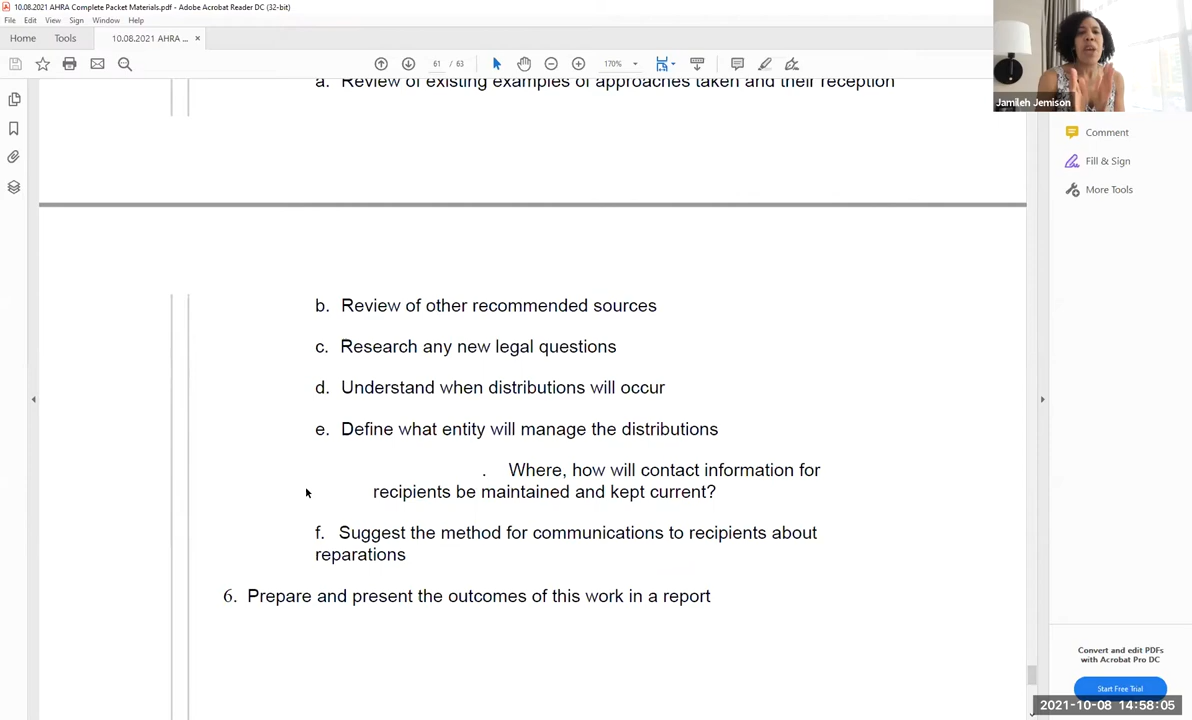 10.08.2021 AHRA Complete Packet Materials.pdf - Adobe Acrobat Reader DC (32-bit)
File Edit View Sign Window Help
Home Tools 10.08.2021 AHRA ... ×
61 / 63 170%
Jamileh Jemison
a. Review of existing examples of approaches taken and their reception
Comment
Fill & Sign
More Tools
b. Review of other recommended sources
c. Research any new legal questions
d. Understand when distributions will occur
e. Define what entity will manage the distributions
. Where, how will contact information for
recipients be maintained and kept current?
f. Suggest the method for communications to recipients about
reparations
6. Prepare and present the outcomes of this work in a report
Convert and edit PDFs
with Acrobat Pro DC
Start Free Trial
2021-10-08 14:58:05